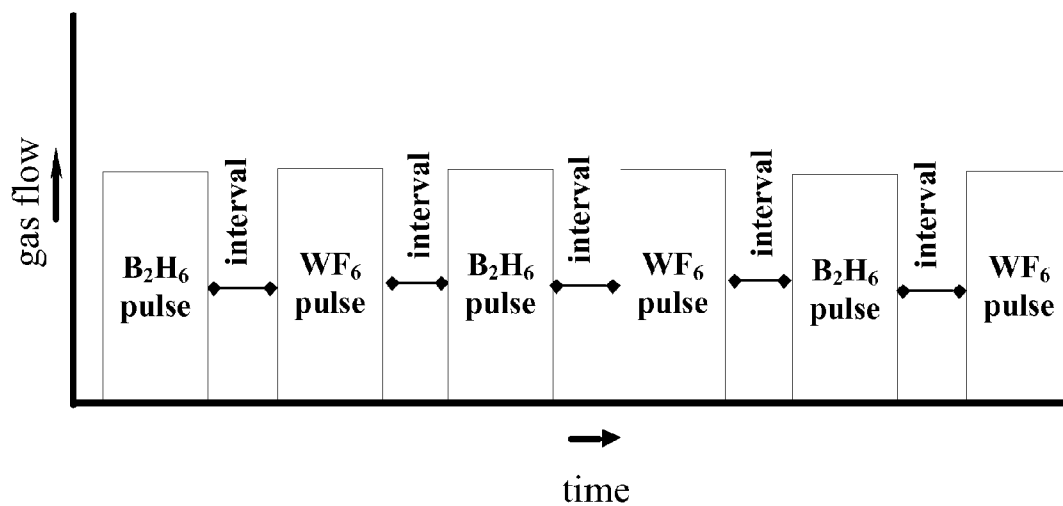 gas flow
B₂H₆
pulse
interval
WF₆
pulse
interval
B₂H₆
pulse
interval
WF₆
pulse
interval
B₂H₆
pulse
interval
WF₆
pulse
time